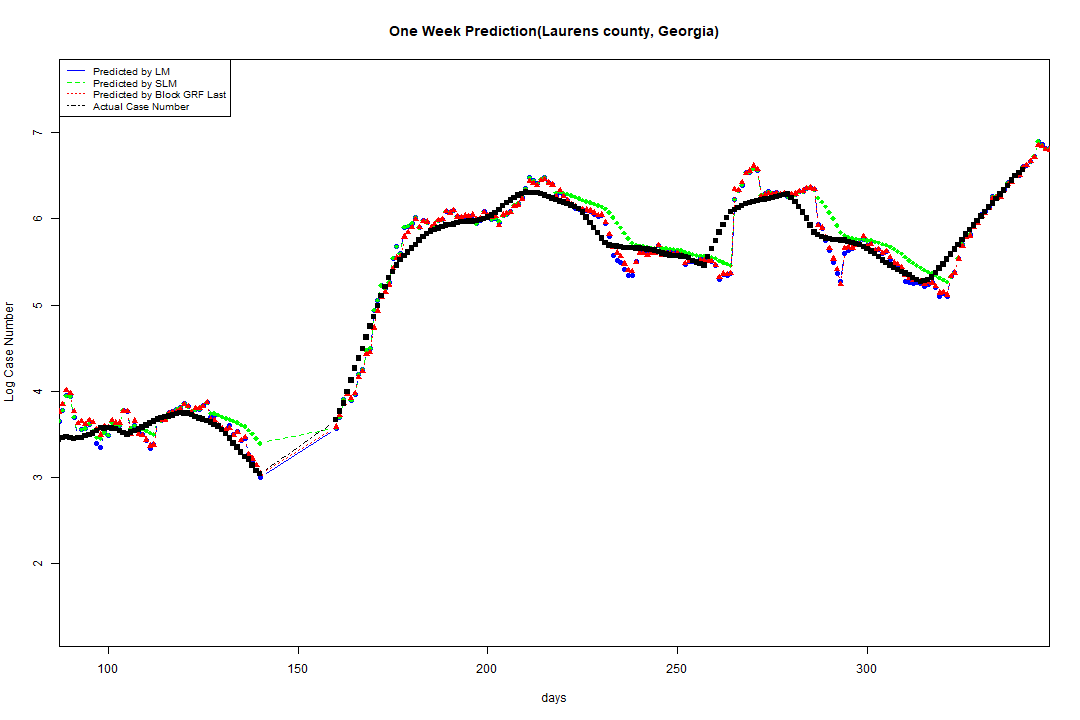 One Week Prediction(Laurens county, Georgia)
Predicted by LM
Predicted by SLM
Predicted by Block GRF Last
Actual Case Number
7
6
5
4
3
2
Log Case Number
100 150 200 250 300
days